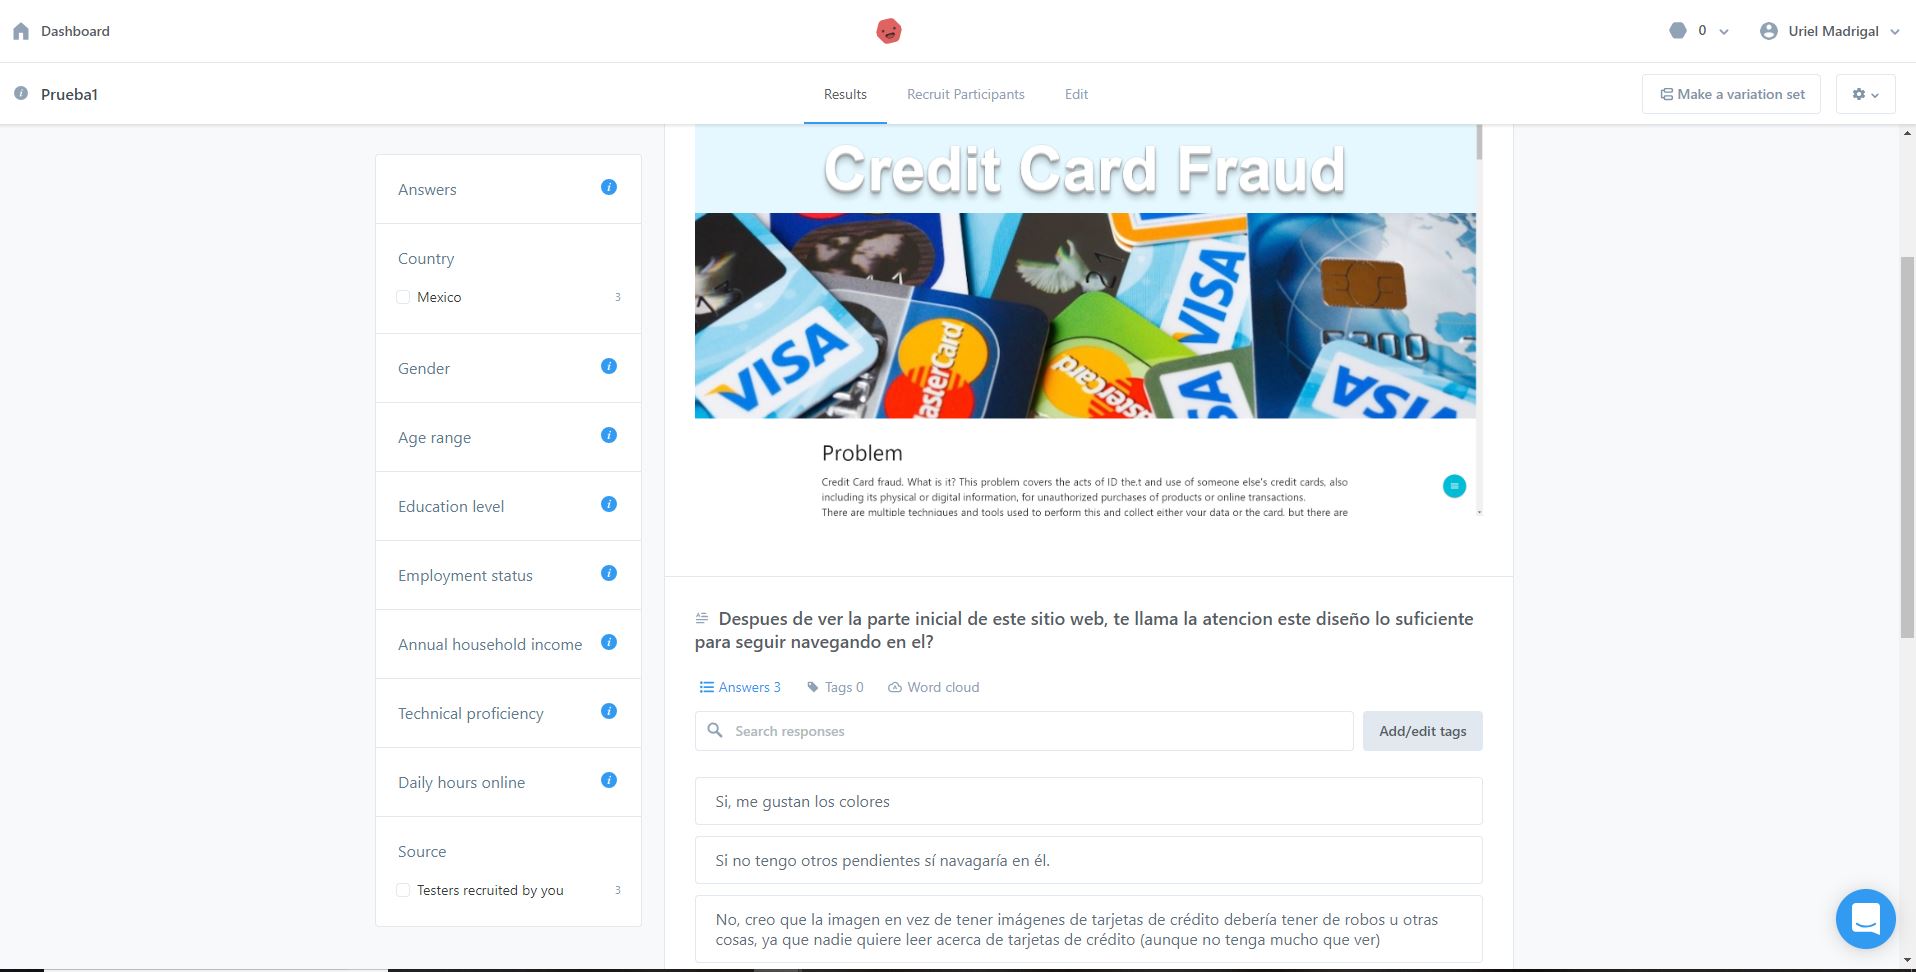 Dashboard
0
Uriel Madrigal
Prueba1
Results
Recruit Participants
Edit
Make a variation set
Answers
Country
Mexico 3
Gender
Age range
Education level
Employment status
Annual household income
Technical proficiency
Daily hours online
Source
Testers recruited by you 3
Credit Card Fraud
VISA
VISA
MasterCard
MasterCard
VISA
VISA
Problem
Credit Card fraud. What is it? This problem covers the acts of ID the.t and use of someone else's credit cards, also
including its physical or digital information, for unauthorized purchases of products or online transactions.
There are multiple techniques and tools used to perform this and collect either your data or the card, but there are
Despues de ver la parte inicial de este sitio web, te llama la atencion este diseño lo suficiente
para seguir navegando en el?
Answers 3
Tags 0
Word cloud
Search responses
Add/edit tags
Si, me gustan los colores
Si no tengo otros pendientes sí navagaría en él.
No, creo que la imagen en vez de tener imágenes de tarjetas de crédito debería tener de robos u otras
cosas, ya que nadie quiere leer acerca de tarjetas de crédito (aunque no tenga mucho que ver)